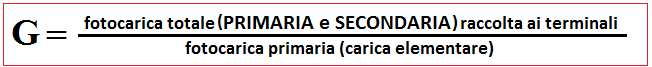 G = fotocarica totale (PRIMARIA e SECONDARIA) raccolta ai terminali
fotocarica primaria (carica elementare)